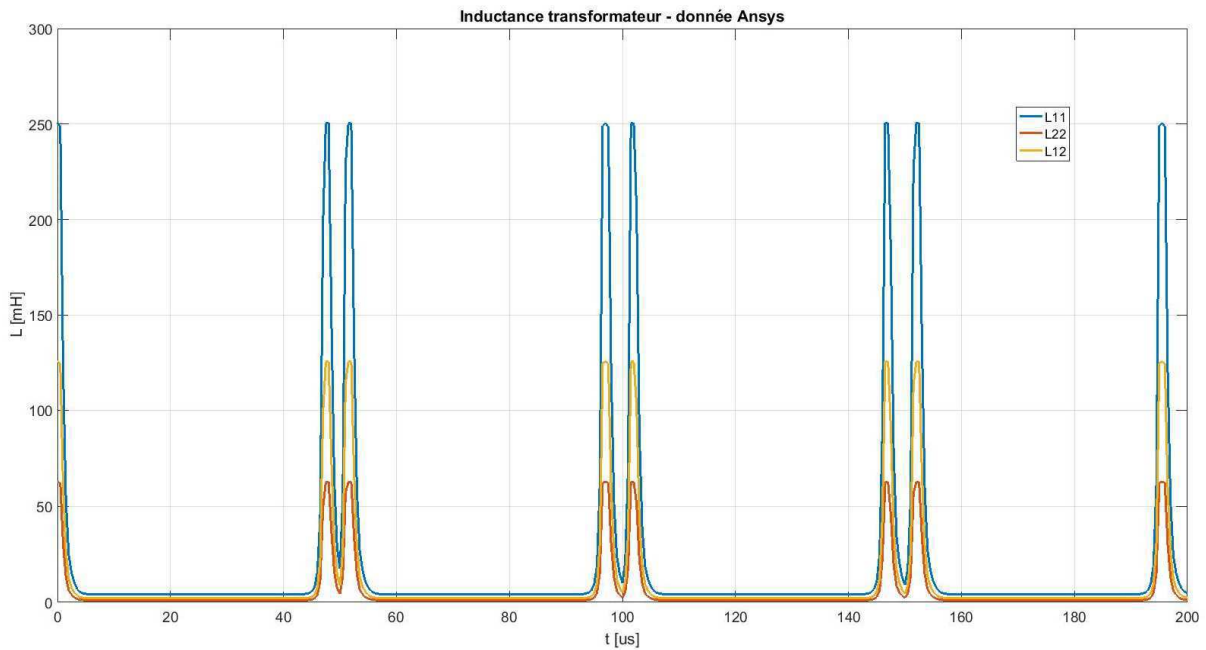 Inductance transformateur - donnée Ansys
300
250
200
150
100
50
0
L [mH]
L11
L22
L12
0 20 40 60 80 100 120 140 160 180 200
t [us]